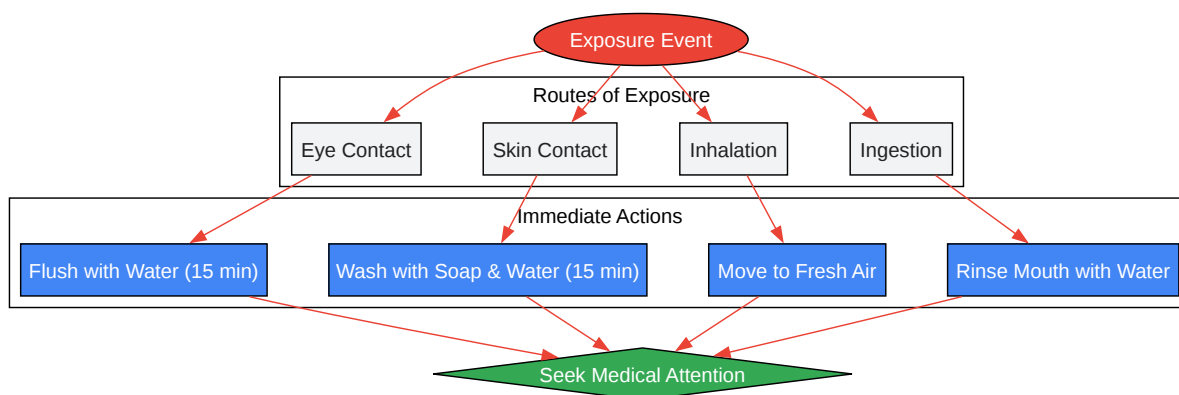 Exposure Event
Routes of Exposure
Eye Contact
Skin Contact
Inhalation
Ingestion
Immediate Actions
Flush with Water (15 min)
Wash with Soap & Water (15 min)
Move to Fresh Air
Rinse Mouth with Water
Seek Medical Attention